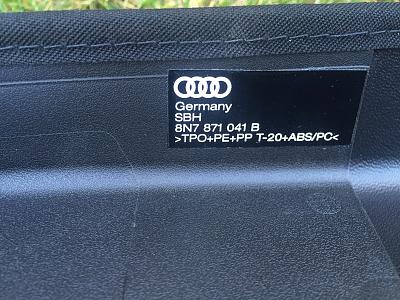 Germany
SBH
8N7 871 041 B
>TPO+PE+PP T-20+ABS/PC<